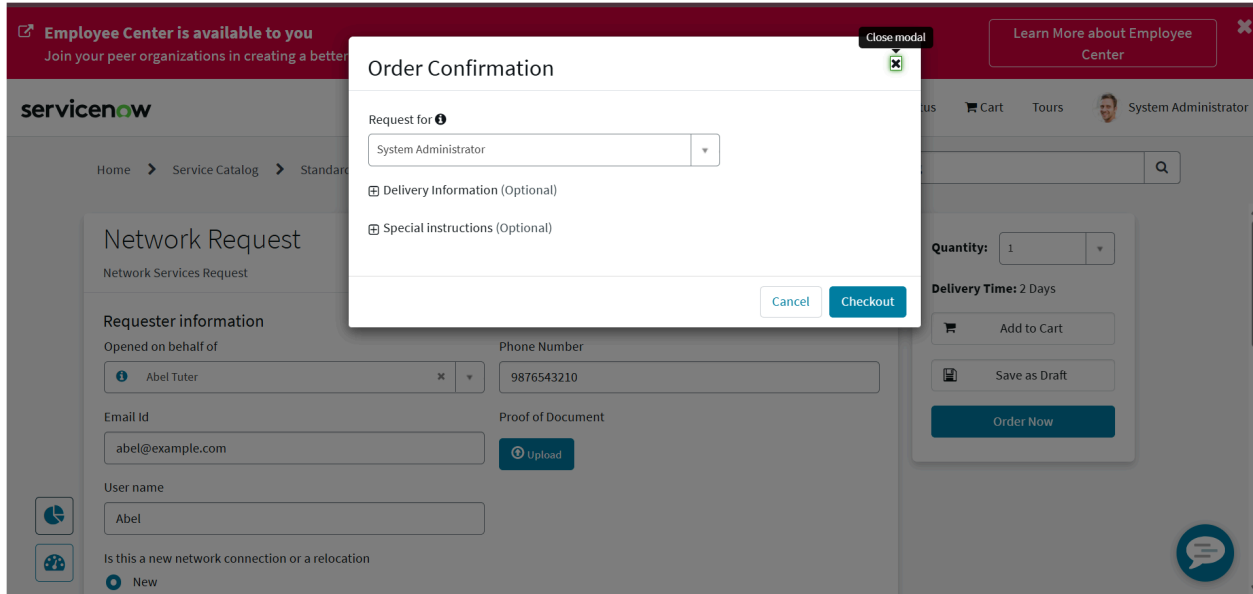 Employee Center is available to you
Join your peer organizations in creating a better
Learn More about Employee
Center
Close modal
Order Confirmation
servicenow
Cart
Tours
System Administrator
Request for
System Administrator
Home
Service Catalog
Delivery Information (Optional)
Special instructions (Optional)
Cancel
Checkout
Network Request
Network Services Request
Requester information
Opened on behalf of
Abel Tuter
Phone Number
9876543210
Email Id
abel@example.com
Proof of Document
Upload
User name
Abel
Is this a new network connection or a relocation
New
Quantity:
1
Delivery Time: 2 Days
Add to Cart
Save as Draft
Order Now